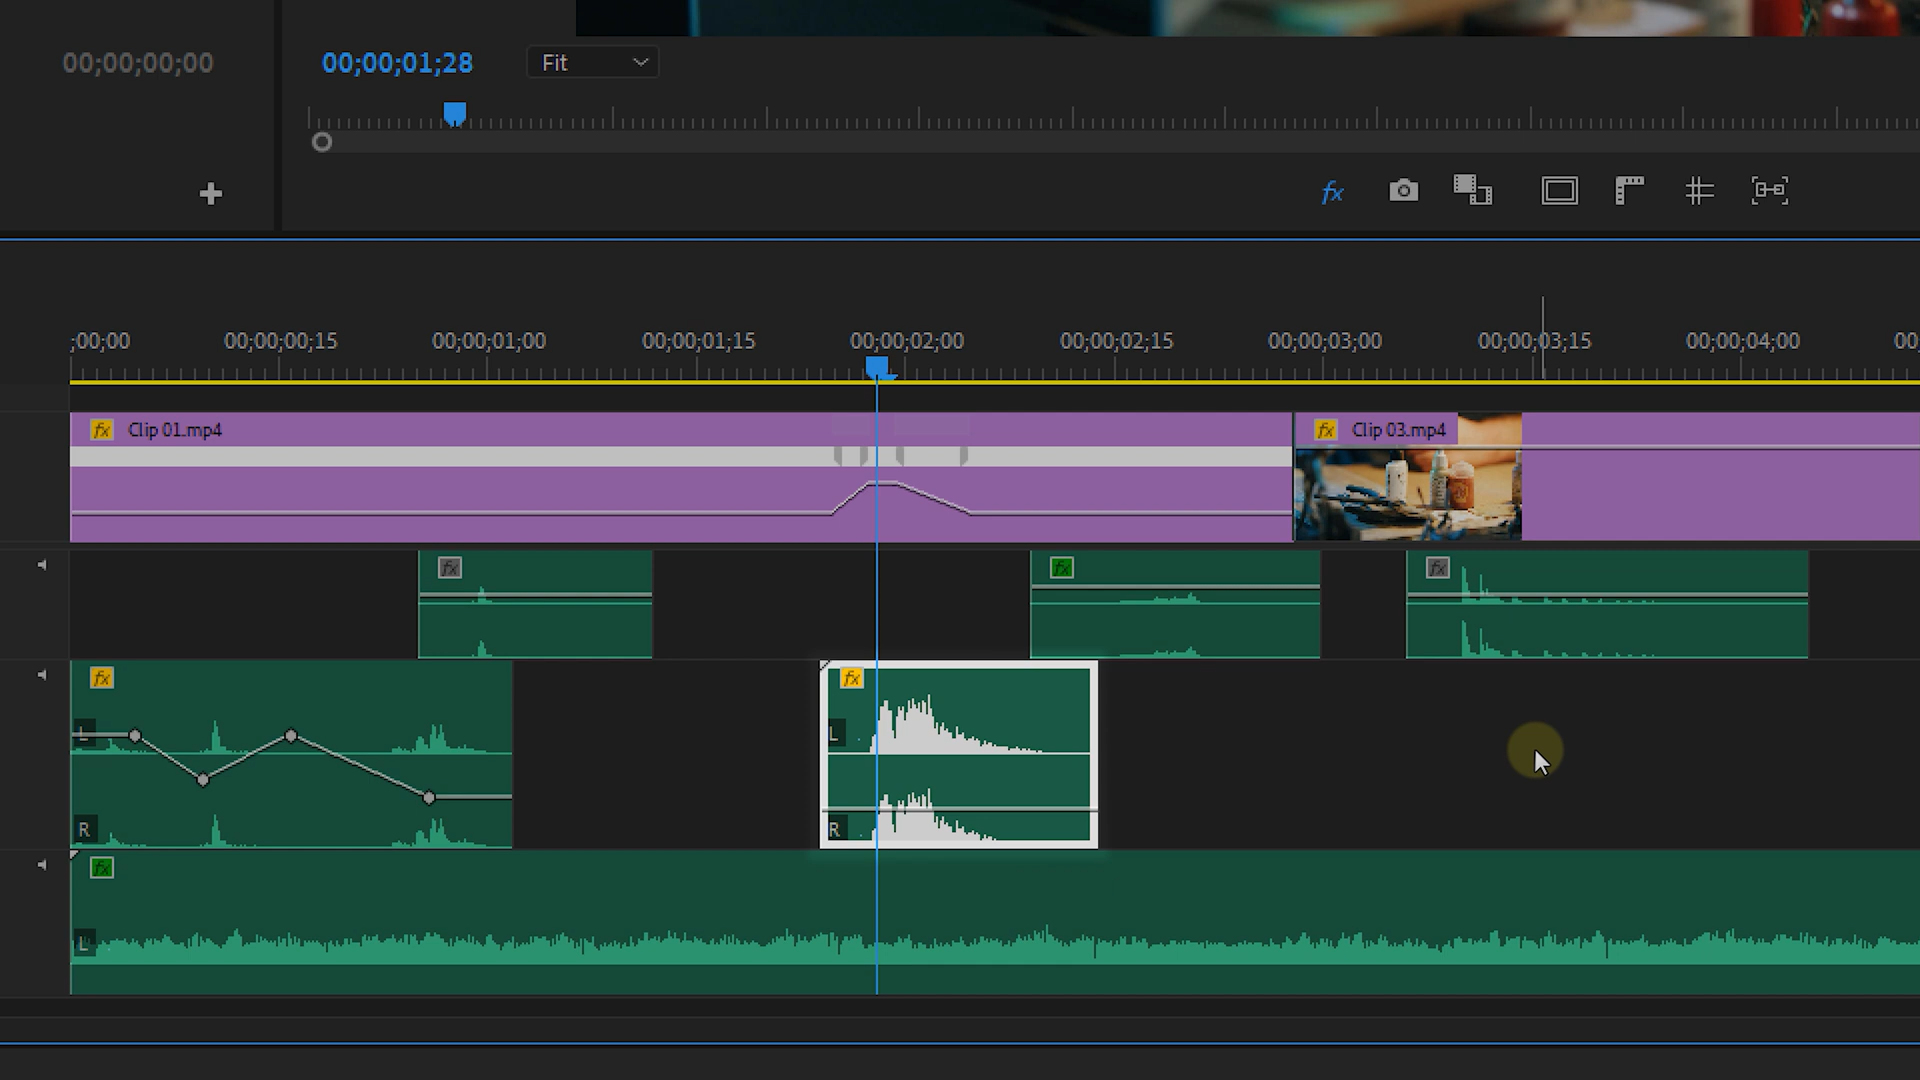 00;00;00;00
00;00;01;28
Fit
fx
;00;00
00;00;00;15
00;00;01;00
00;00;01;15
00;00;02;00
00;00;02;15
00;00;03;00
00;00;03;15
00;00;04;00
00;
fx Clip 01.mp4
fx Clip 03.mp4
fx
fx
fx
fx
fx
L
L
R
R
fx
L